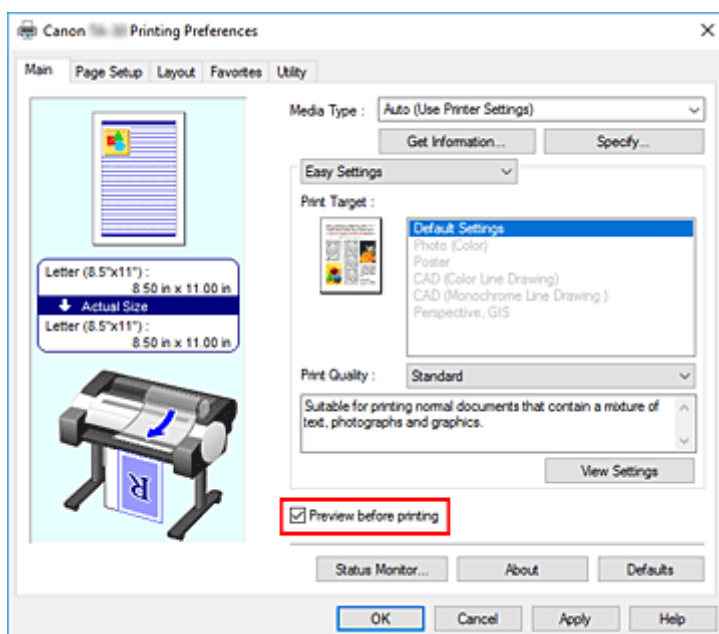 Canon Printing Preferences
Main Page Setup Layout Favorites Utility
Media Type : Auto (Use Printer Settings)
Get Information... Specify...
Easy Settings
Print Target :
Default Settings
Photo (Color)
Poster
CAD (Color Line Drawing)
CAD (Monochrome Line Drawing )
Perspective, GIS
Letter (8.5"x11") :
8.50 in x 11.00 in
Actual Size
Letter (8.5"x11") :
8.50 in x 11.00 in
Print Quality : Standard
Suitable for printing normal documents that contain a mixture of
text, photographs and graphics.
View Settings
R
Preview before printing
Status Monitor... About Defaults
OK Cancel Apply Help